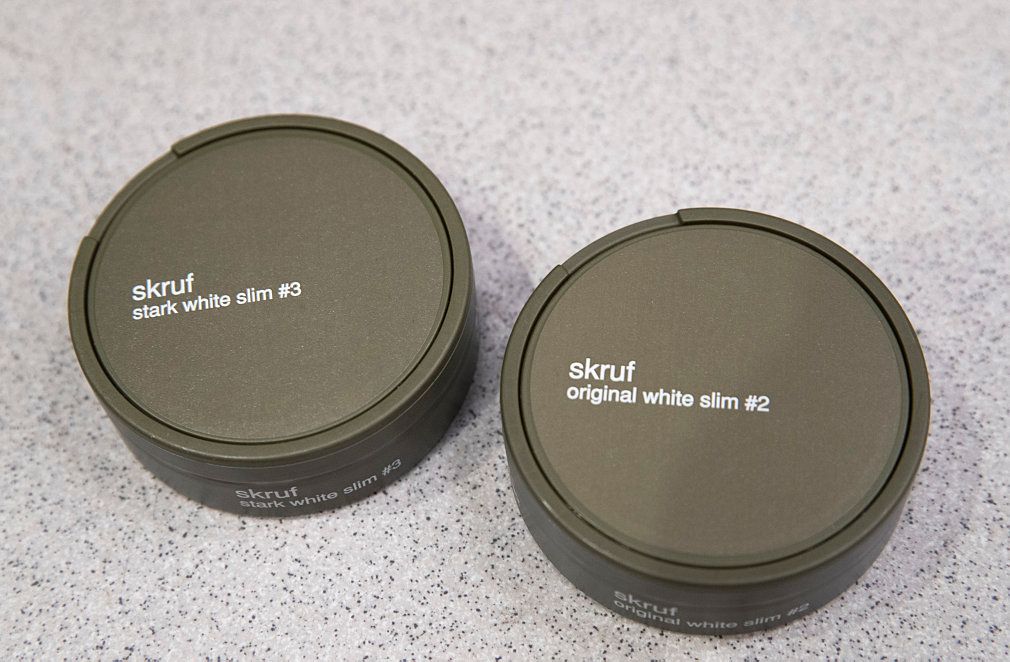 skruf
stark white slim #3
skruf
stark white slim #3
skruf
original white slim #2
skruf
original white slim #2